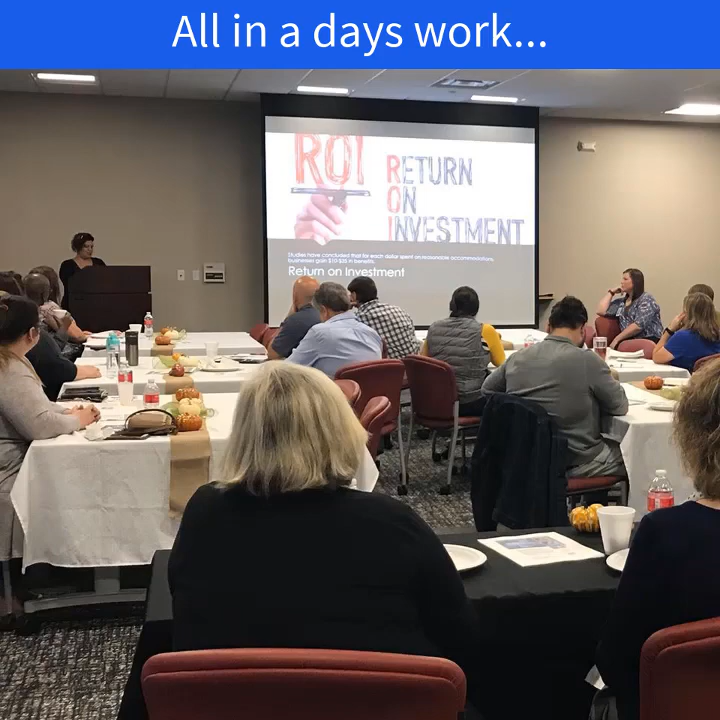 All in a days work...
ROI
RETURN
ON
INVESTMENT
Studies have concluded that for each dollar spent on reasonable accommodations,
businesses gain $10-$35 in benefits.
Return on Investment